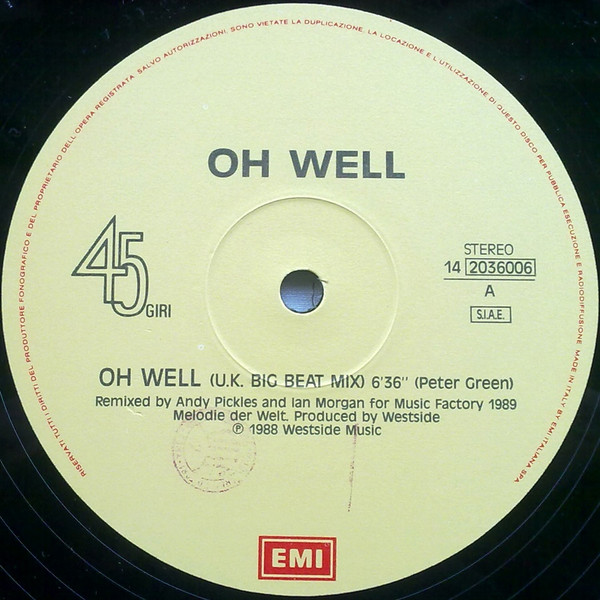 RISERVATI TUTTI I DIRITTI DEL PRODUTTORE FONOGRAFICO E DEL PROPRIETARIO DELL'OPERA REGISTRATA. SALVO AUTORIZZAZIONI, SONO VIETATE LA DUPLICAZIONE, LA LOCAZIONE E L'UTILIZZAZIONE DI QUESTO DISCO PER PUBBLICA ESECUZIONE E RADIODIFFUSIONE. MADE IN ITALY BY EMI ITALIANA SPA
OH WELL
45 GIRI
STEREO
14 2036006
A
S.I.A.E.
OH WELL (U.K. BIG BEAT MIX) 6'36'' (Peter Green)
Remixed by Andy Pickles and Ian Morgan for Music Factory 1989
Melodie der Welt. Produced by Westside
℗ 1988 Westside Music
EMI